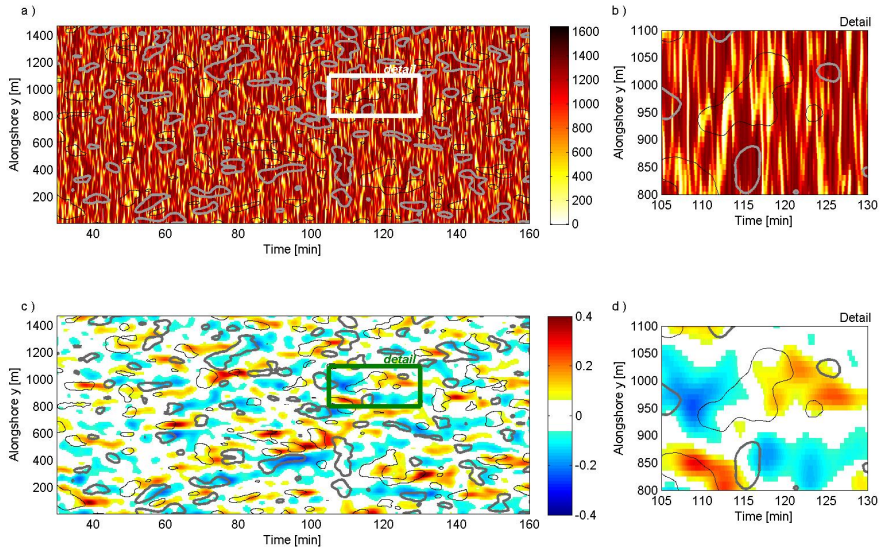 a )
1400
1200
1000
800
600
400
200
Alongshore y [m]
detail
40 60 80 100 120 140 160
Time [min]
1600
1400
1200
1000
800
600
400
200
0
b )
Detail
1100
1050
1000
950
900
850
800
Alongshore y [m]
105 110 115 120 125 130
Time [min]
c )
1400
1200
1000
800
600
400
200
Alongshore y [m]
detail
40 60 80 100 120 140 160
Time [min]
0.4
0.2
0
-0.2
-0.4
d )
Detail
1100
1050
1000
950
900
850
800
Alongshore y [m]
105 110 115 120 125 130
Time [min]